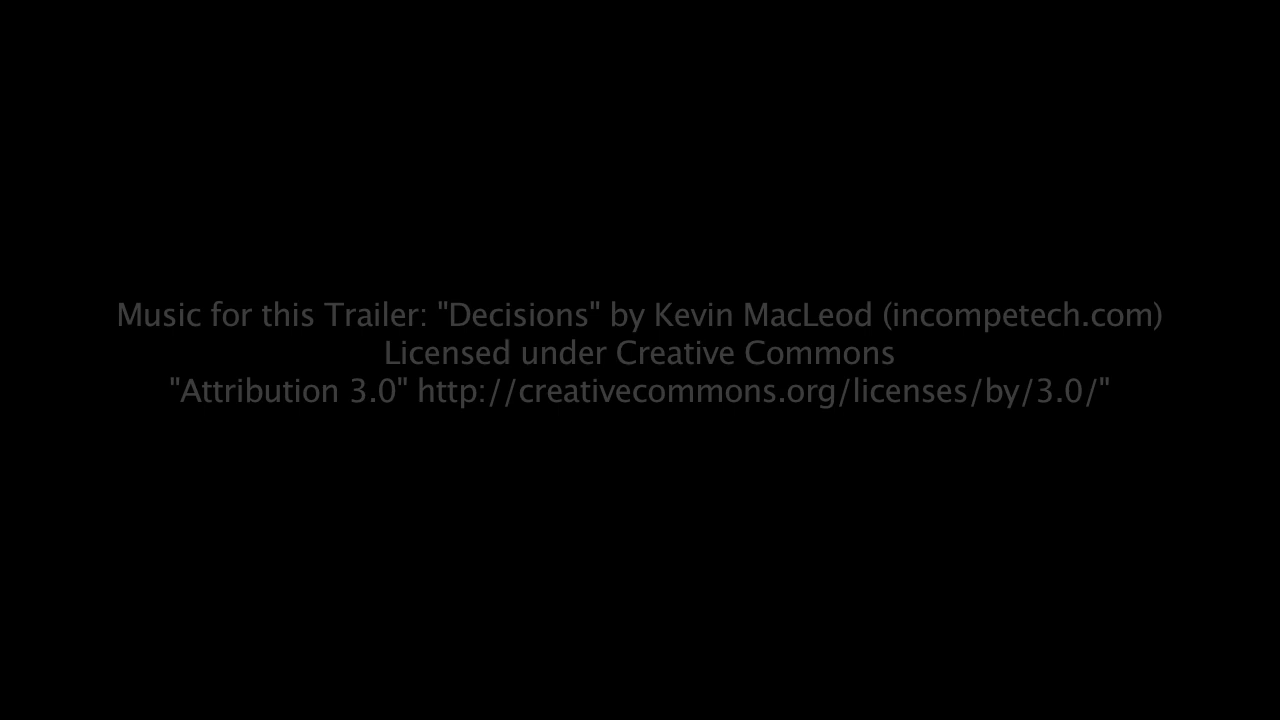 Music for this Trailer: "Decisions" by Kevin MacLeod (incompetech.com)
Licensed under Creative Commons
"Attribution 3.0" http://creativecommons.org/licenses/by/3.0/"